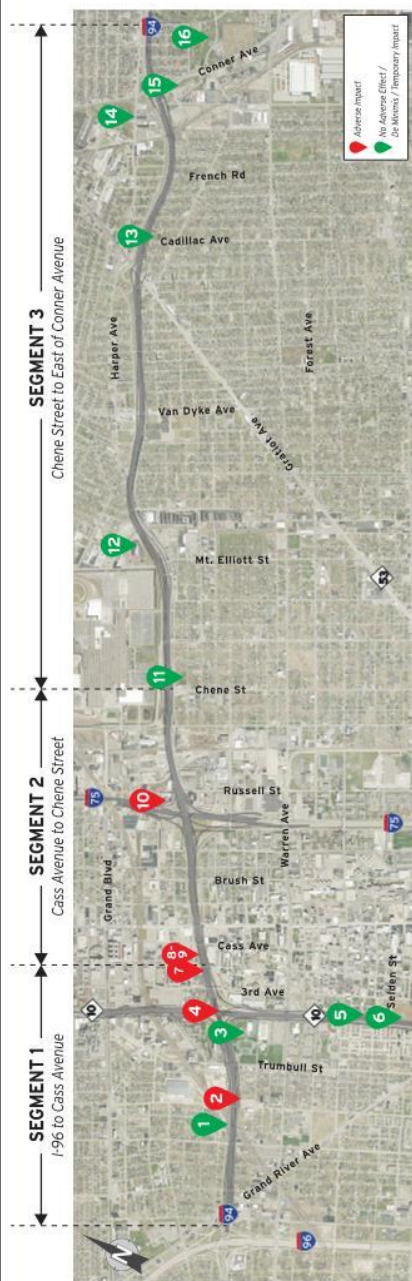 SEGMENT 1
I-96 to Cass Avenue
SEGMENT 2
Cass Avenue to Chene Street
SEGMENT 3
Chene Street to East of Conner Avenue
N
94
96
Grand River Ave
1
2
Trumbull St
3
4
10
10
5
6
Selden St
3rd Ave
7
8-
9
Cass Ave
Grand Blvd
Brush St
Warren Ave
75
10
Russell St
75
11
Chene St
12
Mt. Elliott St
53
Van Dyke Ave
Gratiot Ave
Harper Ave
Forest Ave
13
Cadillac Ave
French Rd
14
15
Conner Ave
16
94
Adverse Impact
No Adverse Effect /
De Minimis / Temporary Impact